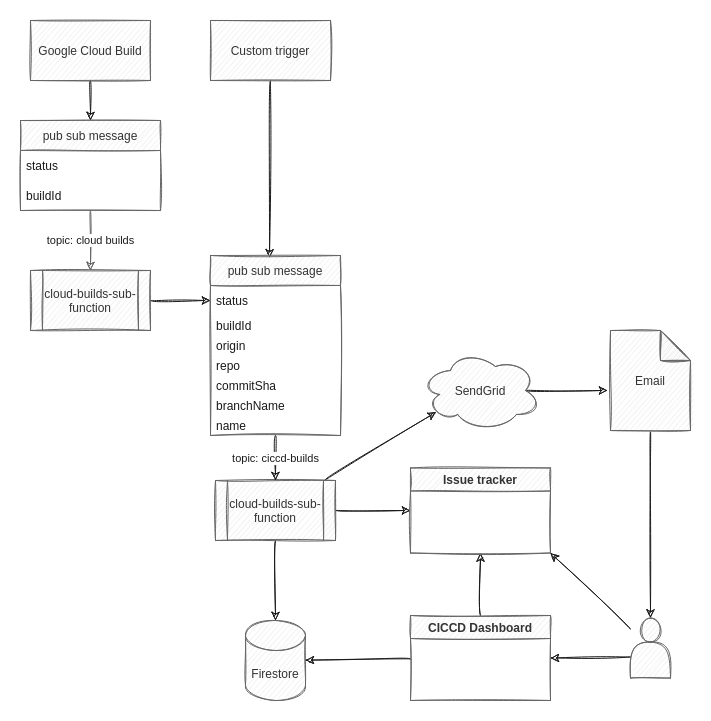 Google Cloud Build
Custom trigger
pub sub message
status
buildId
topic: cloud builds
cloud-builds-sub-
function
pub sub message
status
buildId
origin
repo
commitSha
branchName
name
topic: ciccd-builds
cloud-builds-sub-
function
SendGrid
Email
Issue tracker
CICCD Dashboard
Firestore